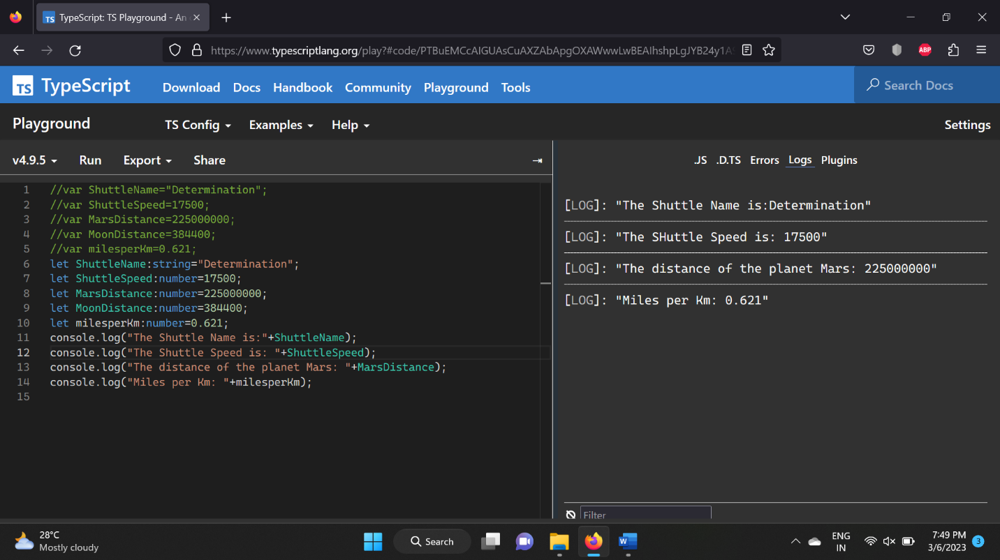 TypeScript: TS Playground - An
https://www.typescriptlang.org/play?#code/PTBuEMCcAIGUAsCuAXZAbApgOXAWwwLwBEAIhshpLgJYB24y1A
ABP
TS TypeScript Download Docs Handbook Community Playground Tools Search Docs
Playground TS Config Examples Help Settings
v4.9.5 Run Export Share
.JS .D.TS Errors Logs Plugins
1 //var ShuttleName="Determination";
2 //var ShuttleSpeed=17500;
3 //var MarsDistance=225000000;
4 //var MoonDistance=384400;
5 //var milesperKm=0.621;
6 let ShuttleName:string="Determination";
7 let ShuttleSpeed:number=17500;
8 let MarsDistance:number=225000000;
9 let MoonDistance:number=384400;
10 let milesperKm:number=0.621;
11 console.log("The Shuttle Name is:"+ShuttleName);
12 console.log("The Shuttle Speed is: "+ShuttleSpeed);
13 console.log("The distance of the planet Mars: "+MarsDistance);
14 console.log("Miles per Km: "+milesperKm);
15
[LOG]: "The Shuttle Name is:Determination"
[LOG]: "The SHuttle Speed is: 17500"
[LOG]: "The distance of the planet Mars: 225000000"
[LOG]: "Miles per Km: 0.621"
Filter
28°C
Mostly cloudy
Search
W
ENG
IN
7:49 PM
3/6/2023
3